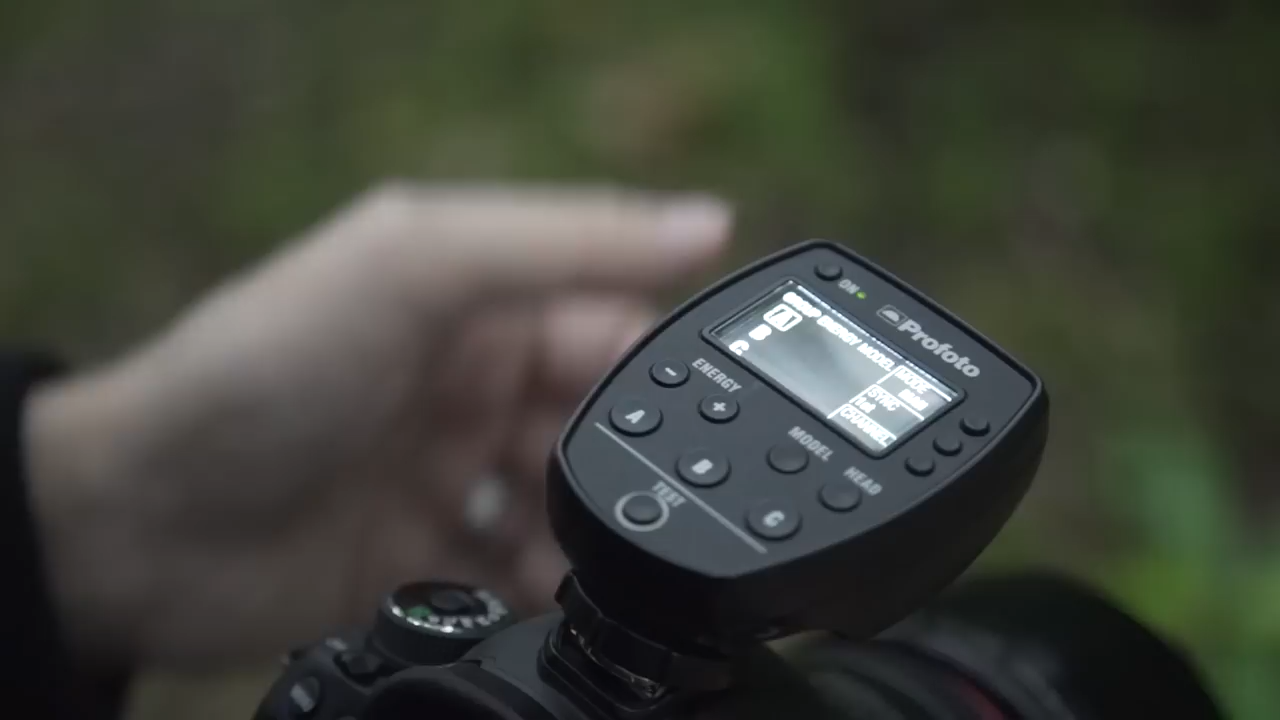 ON
Profoto
GROUP ENERGY MODEL
MODE
A
B
C
SYNC
CHANNEL
ENERGY
-
+
A
B
C
MODEL
HEAD
TEST